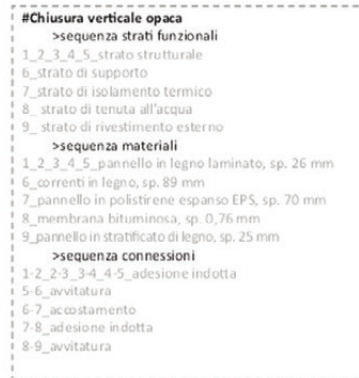 #Chiusura verticale opaca
>sequenza strati funzionali
1_2_3_4_5_strato strutturale
6_strato di supporto
7_strato di isolamento termico
8_ strato di tenuta all'acqua
9_ strato di rivestimento esterno
>sequenza materiali
1_2_3_4_5_pannello in legno laminato, sp. 26 mm
6_correnti in legno, sp. 89 mm
7_pannello in polistirene espanso EPS, sp. 70 mm
8_membrana bituminosa, sp. 0,76 mm
9_pannello in stratificato di legno, sp. 25 mm
>sequenza connessioni
1-2_2-3_3-4_4-5_adesione indotta
5-6_avvitatura
6-7_accostamento
7-8_adesione indotta
8-9_avvitatura